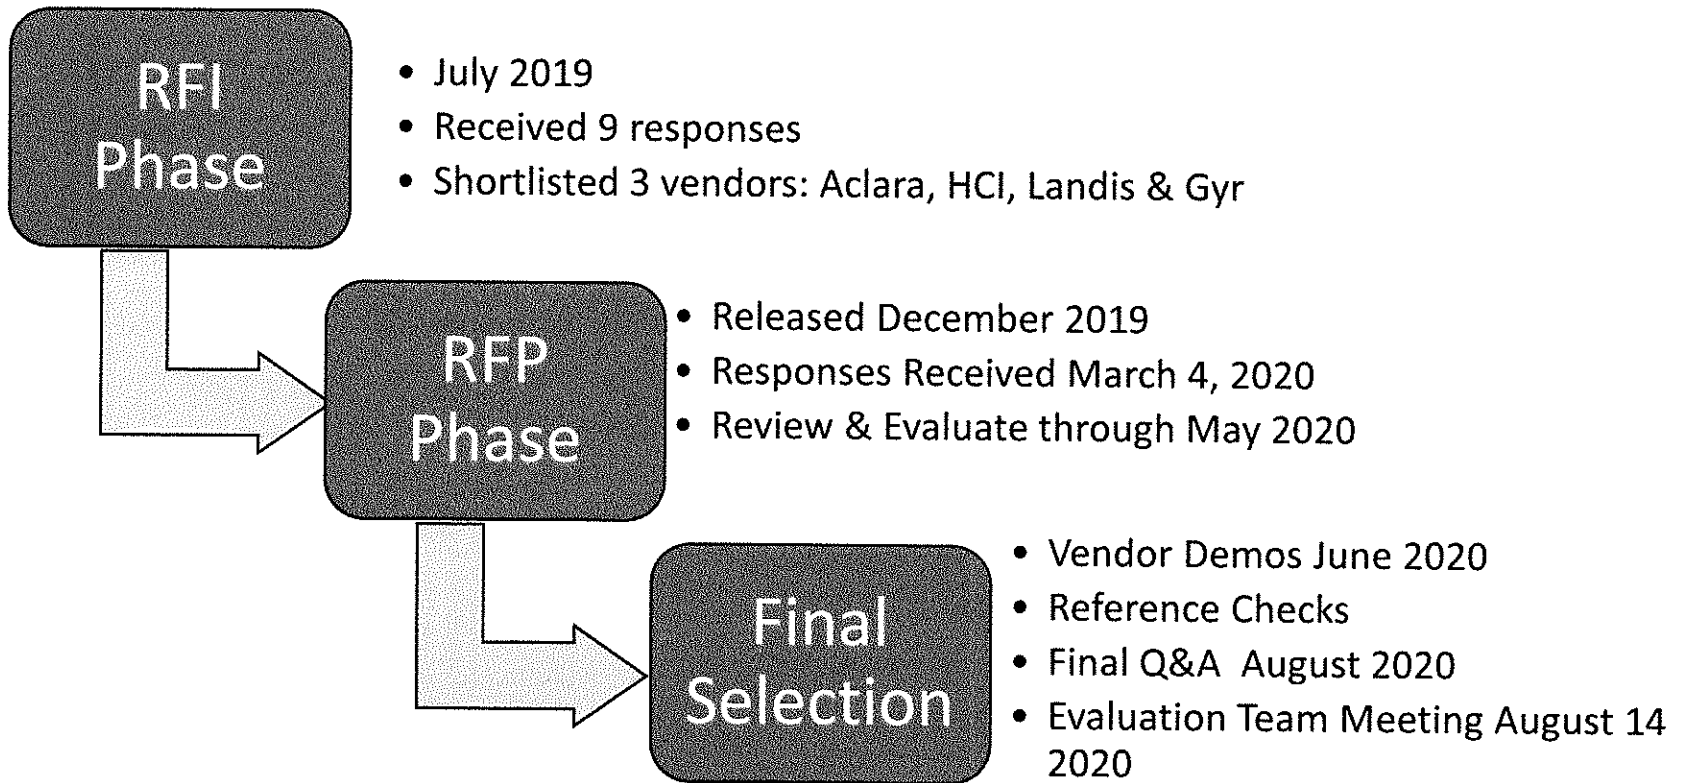 RFI
Phase
• July 2019
• Received 9 responses
• Shortlisted 3 vendors: Aclara, HCI, Landis & Gyr
RFP
Phase
• Released December 2019
• Responses Received March 4, 2020
• Review & Evaluate through May 2020
Final
Selection
• Vendor Demos June 2020
• Reference Checks
• Final Q&A  August 2020
• Evaluation Team Meeting August 14
2020